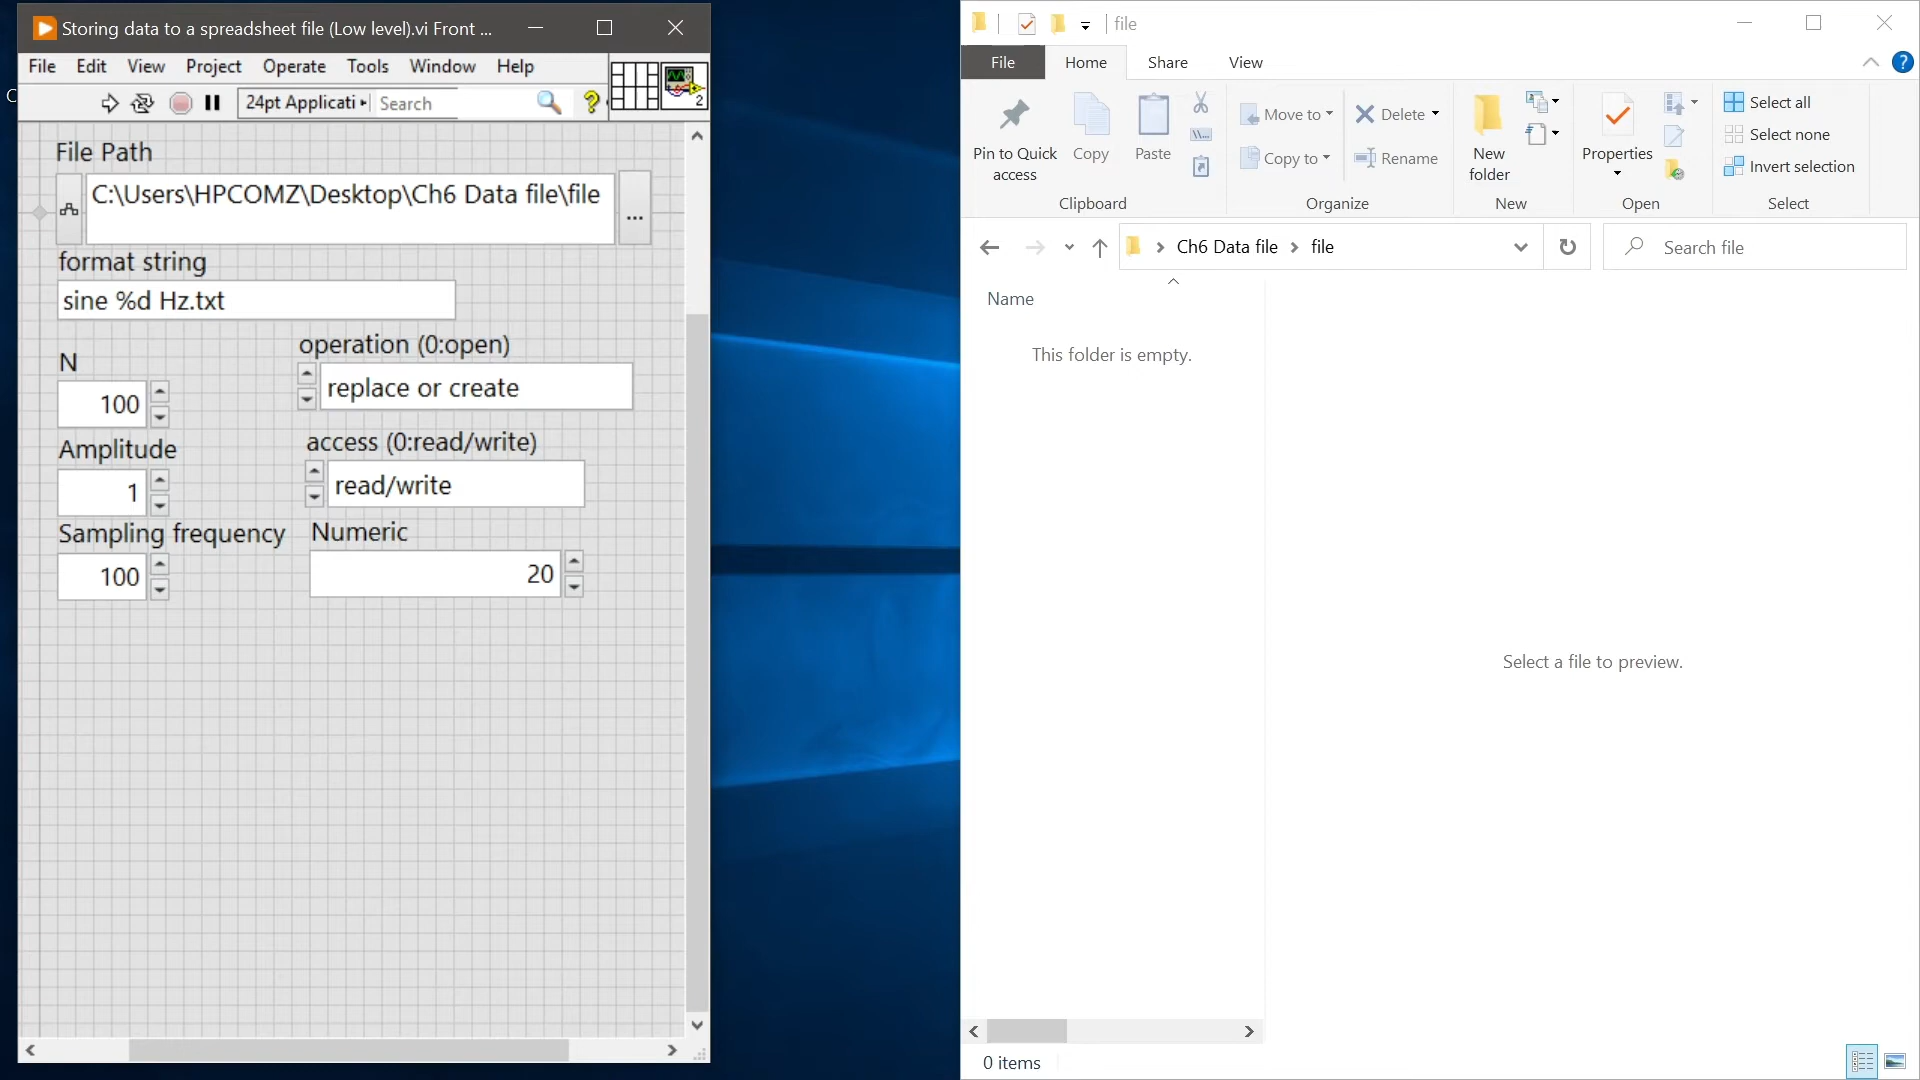 Storing data to a spreadsheet file (Low level).vi Front ...
File Edit View Project Operate Tools Window Help
24pt Applicati Search ?
2
File Path
C:\Users\HPCOMZ\Desktop\Ch6 Data file\file
...
format string
sine %d Hz.txt
N
100
operation (0:open)
replace or create
Amplitude
1
access (0:read/write)
read/write
Sampling frequency
100
Numeric
20
file
File Home Share View ?
Pin to Quick
access
Copy
Paste
Clipboard
Move to
Copy to
Delete
Rename
Organize
New
folder
New
Properties
Open
Select all
Select none
Invert selection
Select
Ch6 Data file > file
Search file
Name
This folder is empty.
Select a file to preview.
0 items